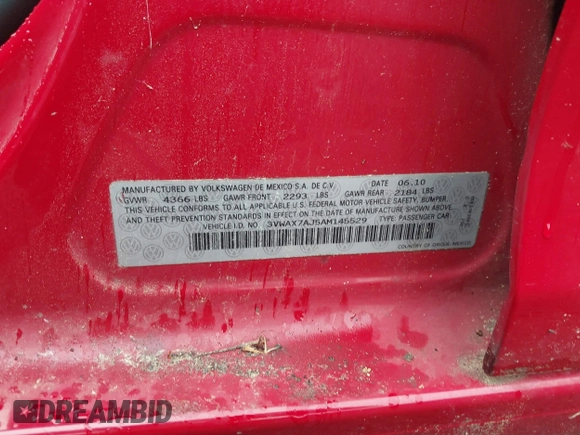 MANUFACTURED BY VOLKSWAGEN DE MEXICO S.A. DE C.V. DATE 06.10
GVWR 4366 LBS GAWR FRONT 2293 LBS GAWR REAR 2184 LBS
THIS VEHICLE CONFORMS TO ALL APPLICABLE U.S. FEDERAL MOTOR VEHICLE SAFETY, BUMPER,
AND THEFT PREVENTION STANDARDS IN EFFECT ON THE DATE OF MANUFACTURE SHOWN ABOVE.
VEHICLE I.D. NO. 3VWAX7AJ5AM145529 TYPE: PASSENGER CAR
COUNTRY OF ORIGIN: MEXICO
DREAMBID